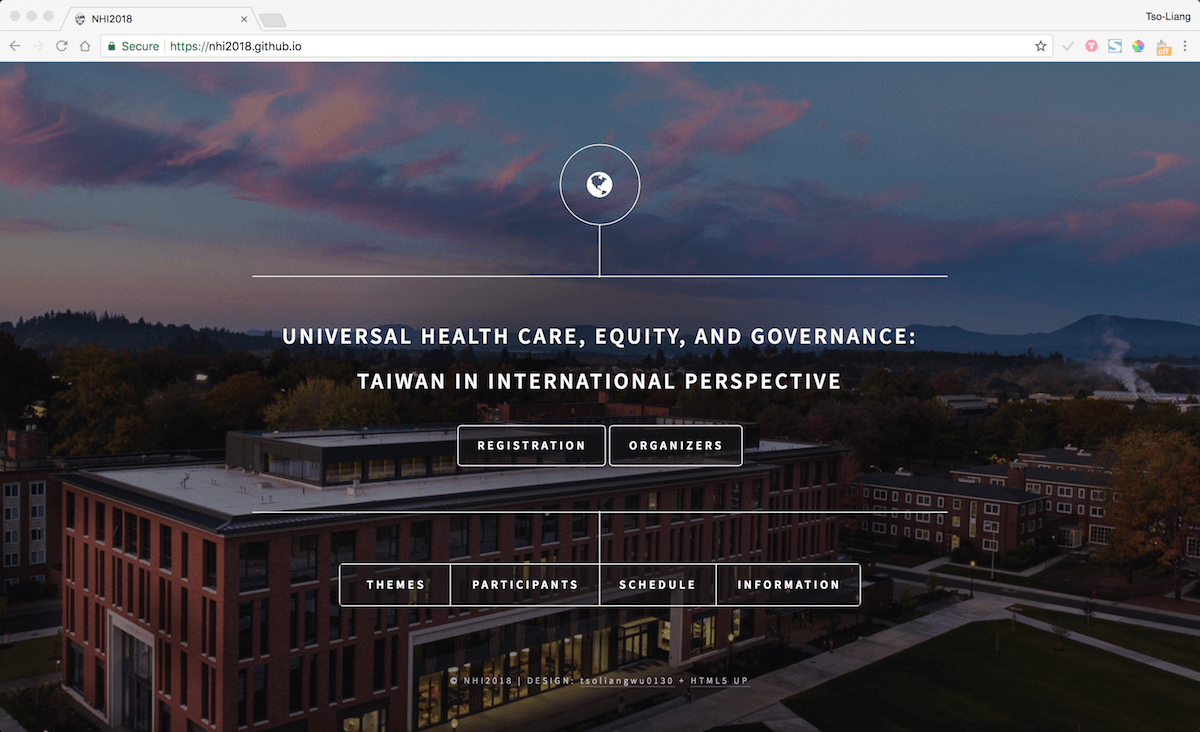 NHI2018
Tso-Liang
Secure
https://nhi2018.github.io
off
UNIVERSAL HEALTH CARE, EQUITY, AND GOVERNANCE:
TAIWAN IN INTERNATIONAL PERSPECTIVE
REGISTRATION ORGANIZERS
THEMES PARTICIPANTS SCHEDULE INFORMATION
© NHI2018 | DESIGN: tsoliangwu0130 + HTML5 UP